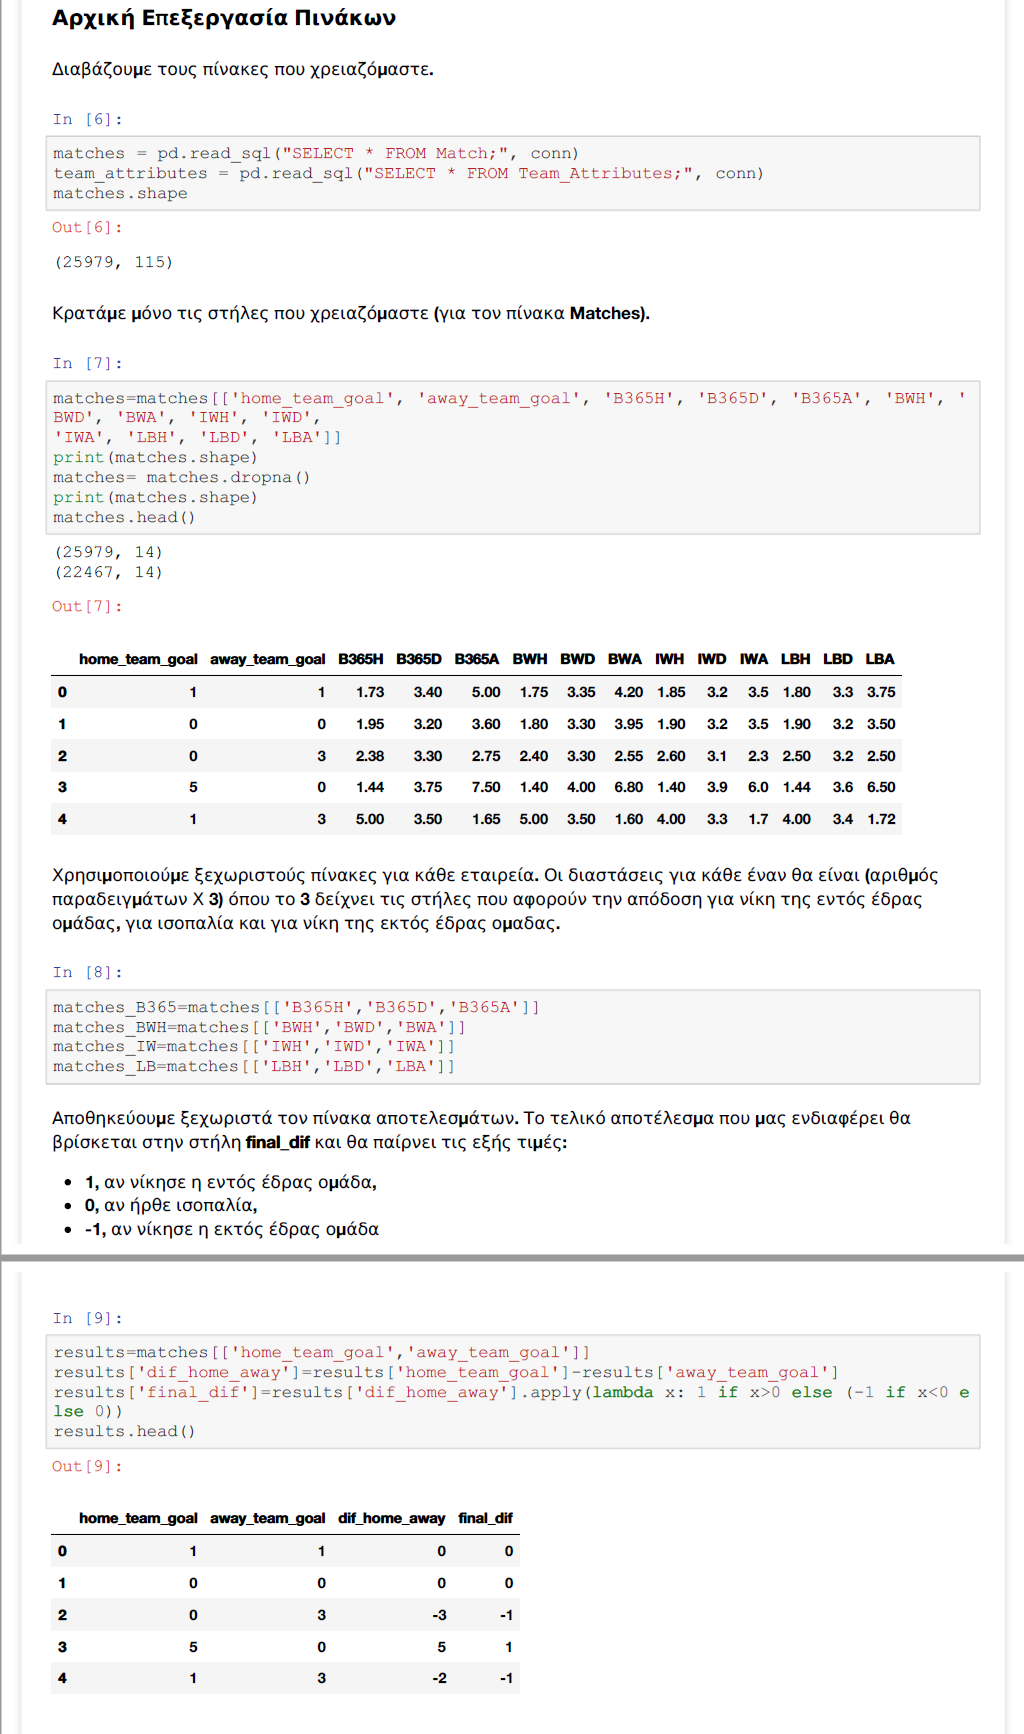 Αρχική Επεξεργασία Πινάκων
Διαβάζουμε τους πίνακες που χρειαζόμαστε.
In [6]:
matches = pd.read_sql("SELECT * FROM Match;", conn)
team_attributes = pd.read_sql("SELECT * FROM Team_Attributes;", conn)
matches.shape
Out[6]:
(25979, 115)
Κρατάμε μόνο τις στήλες που χρειαζόμαστε (για τον πίνακα Matches).
In [7]:
matches=matches[['home_team_goal', 'away_team_goal', 'B365H', 'B365D', 'B365A', 'BWH', '
BWD', 'BWA', 'IWH', 'IWD',
'IWA', 'LBH', 'LBD', 'LBA']]
print(matches.shape)
matches= matches.dropna()
print(matches.shape)
matches.head()
(25979, 14)
(22467, 14)
Out[7]:
home_team_goal away_team_goal B365H B365D B365A BWH BWD BWA IWH IWD IWA LBH LBD LBA
0 1 1 1.73 3.40 5.00 1.75 3.35 4.20 1.85 3.2 3.5 1.80 3.3 3.75
1 0 0 1.95 3.20 3.60 1.80 3.30 3.95 1.90 3.2 3.5 1.90 3.2 3.50
2 0 3 2.38 3.30 2.75 2.40 3.30 2.55 2.60 3.1 2.3 2.50 3.2 2.50
3 5 0 1.44 3.75 7.50 1.40 4.00 6.80 1.40 3.9 6.0 1.44 3.6 6.50
4 1 3 5.00 3.50 1.65 5.00 3.50 1.60 4.00 3.3 1.7 4.00 3.4 1.72
Χρησιμοποιούμε ξεχωριστούς πίνακες για κάθε εταιρεία. Οι διαστάσεις για κάθε έναν θα είναι (αριθμός
παραδειγμάτων Χ 3) όπου το 3 δείχνει τις στήλες που αφορούν την απόδοση για νίκη της εντός έδρας
ομάδας, για ισοπαλία και για νίκη της εκτός έδρας ομαδας.
In [8]:
matches_B365=matches[['B365H','B365D','B365A']]
matches_BWH=matches[['BWH','BWD','BWA']]
matches_IW=matches[['IWH','IWD','IWA']]
matches_LB=matches[['LBH','LBD','LBA']]
Αποθηκεύουμε ξεχωριστά τον πίνακα αποτελεσμάτων. Το τελικό αποτέλεσμα που μας ενδιαφέρει θα
βρίσκεται στην στήλη final_dif και θα παίρνει τις εξής τιμές:
• 1, αν νίκησε η εντός έδρας ομάδα,
• 0, αν ήρθε ισοπαλία,
• -1, αν νίκησε η εκτός έδρας ομάδα
In [9]:
results=matches[['home_team_goal','away_team_goal']]
results['dif_home_away']=results['home_team_goal']-results['away_team_goal']
results['final_dif']=results['dif_home_away'].apply(lambda x: 1 if x>0 else (-1 if x<0 e
lse 0))
results.head()
Out[9]:
home_team_goal away_team_goal dif_home_away final_dif
0 1 1 0 0
1 0 0 0 0
2 0 3 -3 -1
3 5 0 5 1
4 1 3 -2 -1